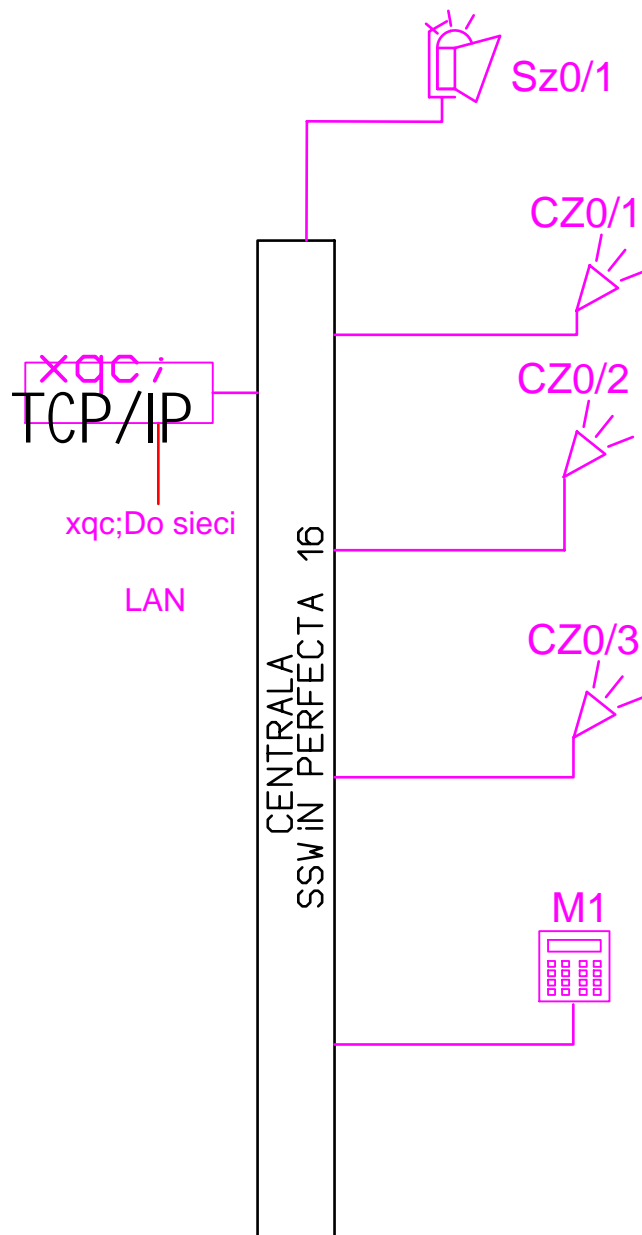 Sz0/1
CZ0/1
xqc;
TCP/IP
CZ0/2
xqc;Do sieci
LAN
CENTRALA
SSWiN PERFECTA 16
CZ0/3
M1